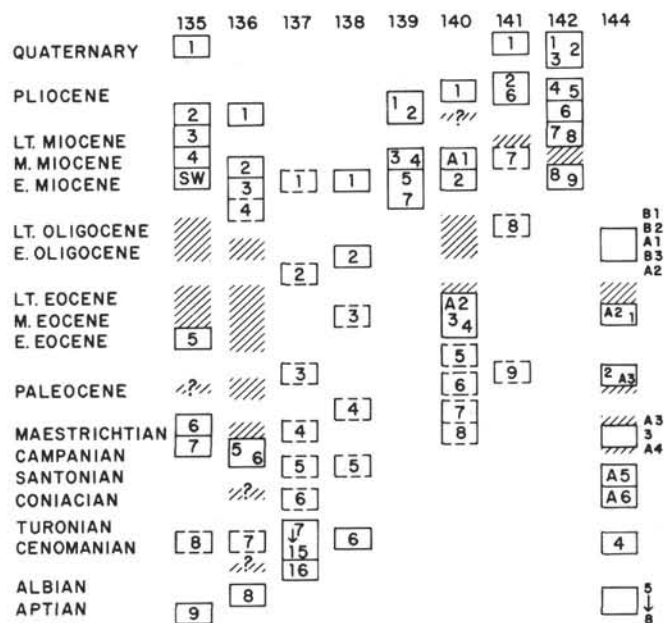 135 136 137 138 139 140 141 142 144
QUATERNARY 1 1 1 2
3
PLIOCENE 1 2 6 4 5
2 1 1 2 ? 6
LT. MIOCENE 3 7 8
M. MIOCENE 4 2 3 4 A1 7
E. MIOCENE SW 3 1 1 5 2 8 9
4 7
LT. OLIGOCENE 8 B1
B2
A1
E. OLIGOCENE 2 B3
2 A2
LT. EOCENE A2
M. EOCENE 3 3 4 A2 1
E. EOCENE 5
5
3 9 2 A3
PALEOCENE ? 6
4 7 A3
MAESTRICHTIAN 6 4 8 3
CAMPANIAN 7 5 6 A4
SANTONIAN 5 5 A5
CONIACIAN ? 6 A6
TURONIAN 7
CENOMANIAN 8 7 ↓ 6 4
15
? 16
ALBIAN 8 5
APTIAN 9 ↓
8